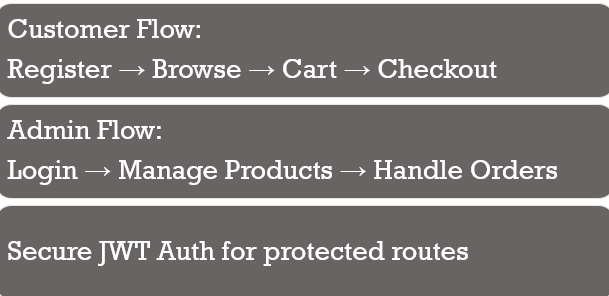 Customer Flow:
Register → Browse → Cart → Checkout
Admin Flow:
Login → Manage Products → Handle Orders
Secure JWT Auth for protected routes